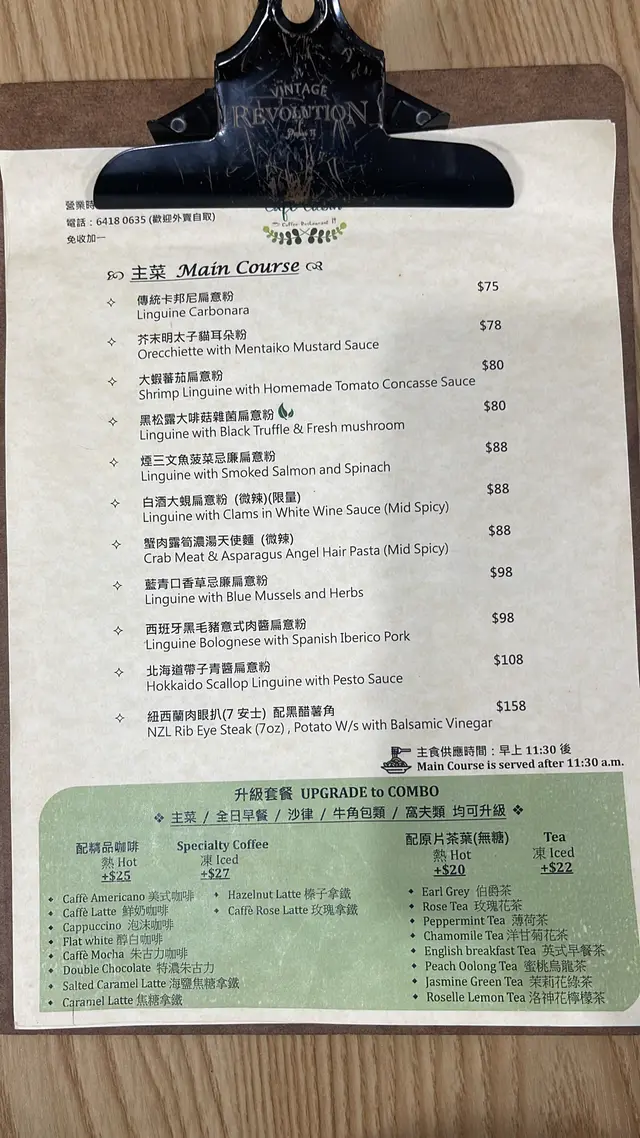 VINTAGE
REVOLUTION
營業時
電話：6418 0635 (歡迎外賣自取)
免收加一
Coffee Restaurant
主菜 Main Course
傳統卡邦尼扁意粉 $75
Linguine Carbonara
芥末明太子貓耳朵粉 $78
Orecchiette with Mentaiko Mustard Sauce
大蝦蕃茄扁意粉 $80
Shrimp Linguine with Homemade Tomato Concasse Sauce
黑松露大啡菇雜菌扁意粉 $80
Linguine with Black Truffle & Fresh mushroom
煙三文魚菠菜忌廉扁意粉 $88
Linguine with Smoked Salmon and Spinach
白酒大蜆扁意粉 (微辣)(限量) $88
Linguine with Clams in White Wine Sauce (Mid Spicy)
蟹肉露筍濃湯天使麵 (微辣) $88
Crab Meat & Asparagus Angel Hair Pasta (Mid Spicy)
藍青口香草忌廉扁意粉 $98
Linguine with Blue Mussels and Herbs
西班牙黑毛豬意式肉醬扁意粉 $98
Linguine Bolognese with Spanish Iberico Pork
北海道帶子青醬扁意粉 $108
Hokkaido Scallop Linguine with Pesto Sauce
紐西蘭肉眼扒(7 安士) 配黑醋薯角 $158
NZL Rib Eye Steak (7oz) , Potato W/s with Balsamic Vinegar
主食供應時間：早上 11:30 後
Main Course is served after 11:30 a.m.
升級套餐 UPGRADE to COMBO
主菜 / 全日早餐 / 沙律 / 牛角包類 / 窩夫類 均可升級
配精品咖啡 Specialty Coffee
熱 Hot 凍 Iced
+$25 +$27
Caffè Americano 美式咖啡
Caffè Latte 鮮奶咖啡
Cappuccino 泡沫咖啡
Flat white 醇白咖啡
Caffè Mocha 朱古力咖啡
Double Chocolate 特濃朱古力
Salted Caramel Latte 海鹽焦糖拿鐵
Caramel Latte 焦糖拿鐵
Hazelnut Latte 榛子拿鐵
Caffè Rose Latte 玫瑰拿鐵
配原片茶葉(無糖) Tea
熱 Hot 凍 Iced
+$20 +$22
Earl Grey 伯爵茶
Rose Tea 玫瑰花茶
Peppermint Tea 薄荷茶
Chamomile Tea 洋甘菊花茶
English breakfast Tea 英式早餐茶
Peach Oolong Tea 蜜桃烏龍茶
Jasmine Green Tea 茉莉花綠茶
Roselle Lemon Tea 洛神花檸檬茶